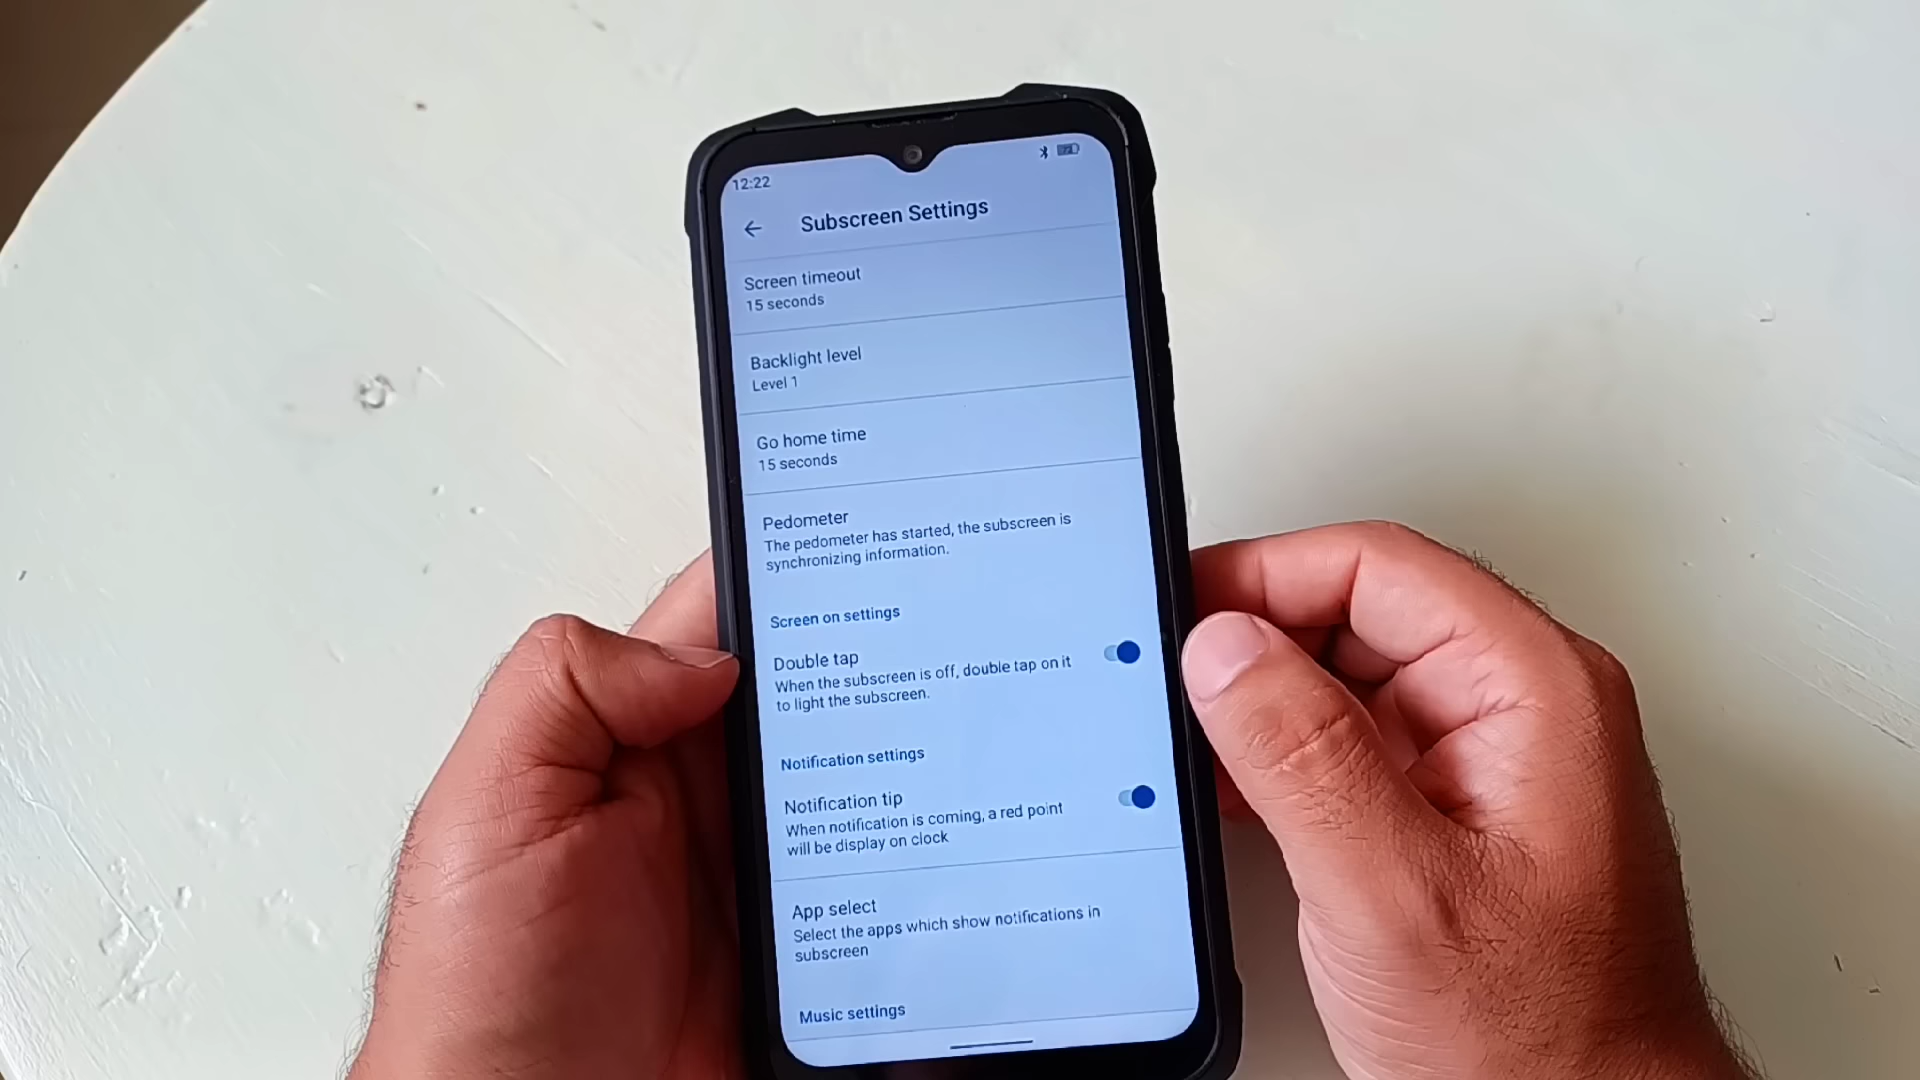 12:22
Subscreen Settings
Screen timeout
15 seconds
Backlight level
Level 1
Go home time
15 seconds
Pedometer
The pedometer has started, the subscreen is
synchronizing information.
Screen on settings
Double tap
When the subscreen is off, double tap on it
to light the subscreen.
Notification settings
Notification tip
When notification is coming, a red point
will be display on clock
App select
Select the apps which show notifications in
subscreen
Music settings